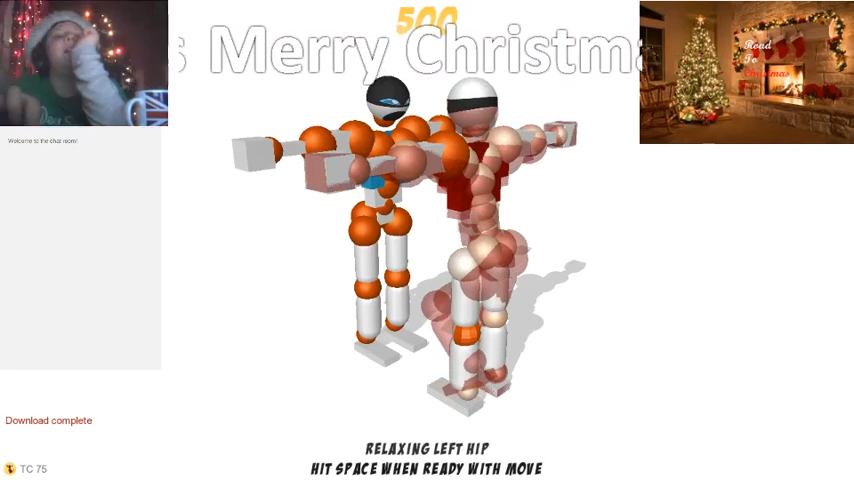 500
s Merry Christma
Road
To
Christmas
Welcome to the chat room!
Download complete
TC 75
RELAXING LEFT HIP
HIT SPACE WHEN READY WITH MOVE